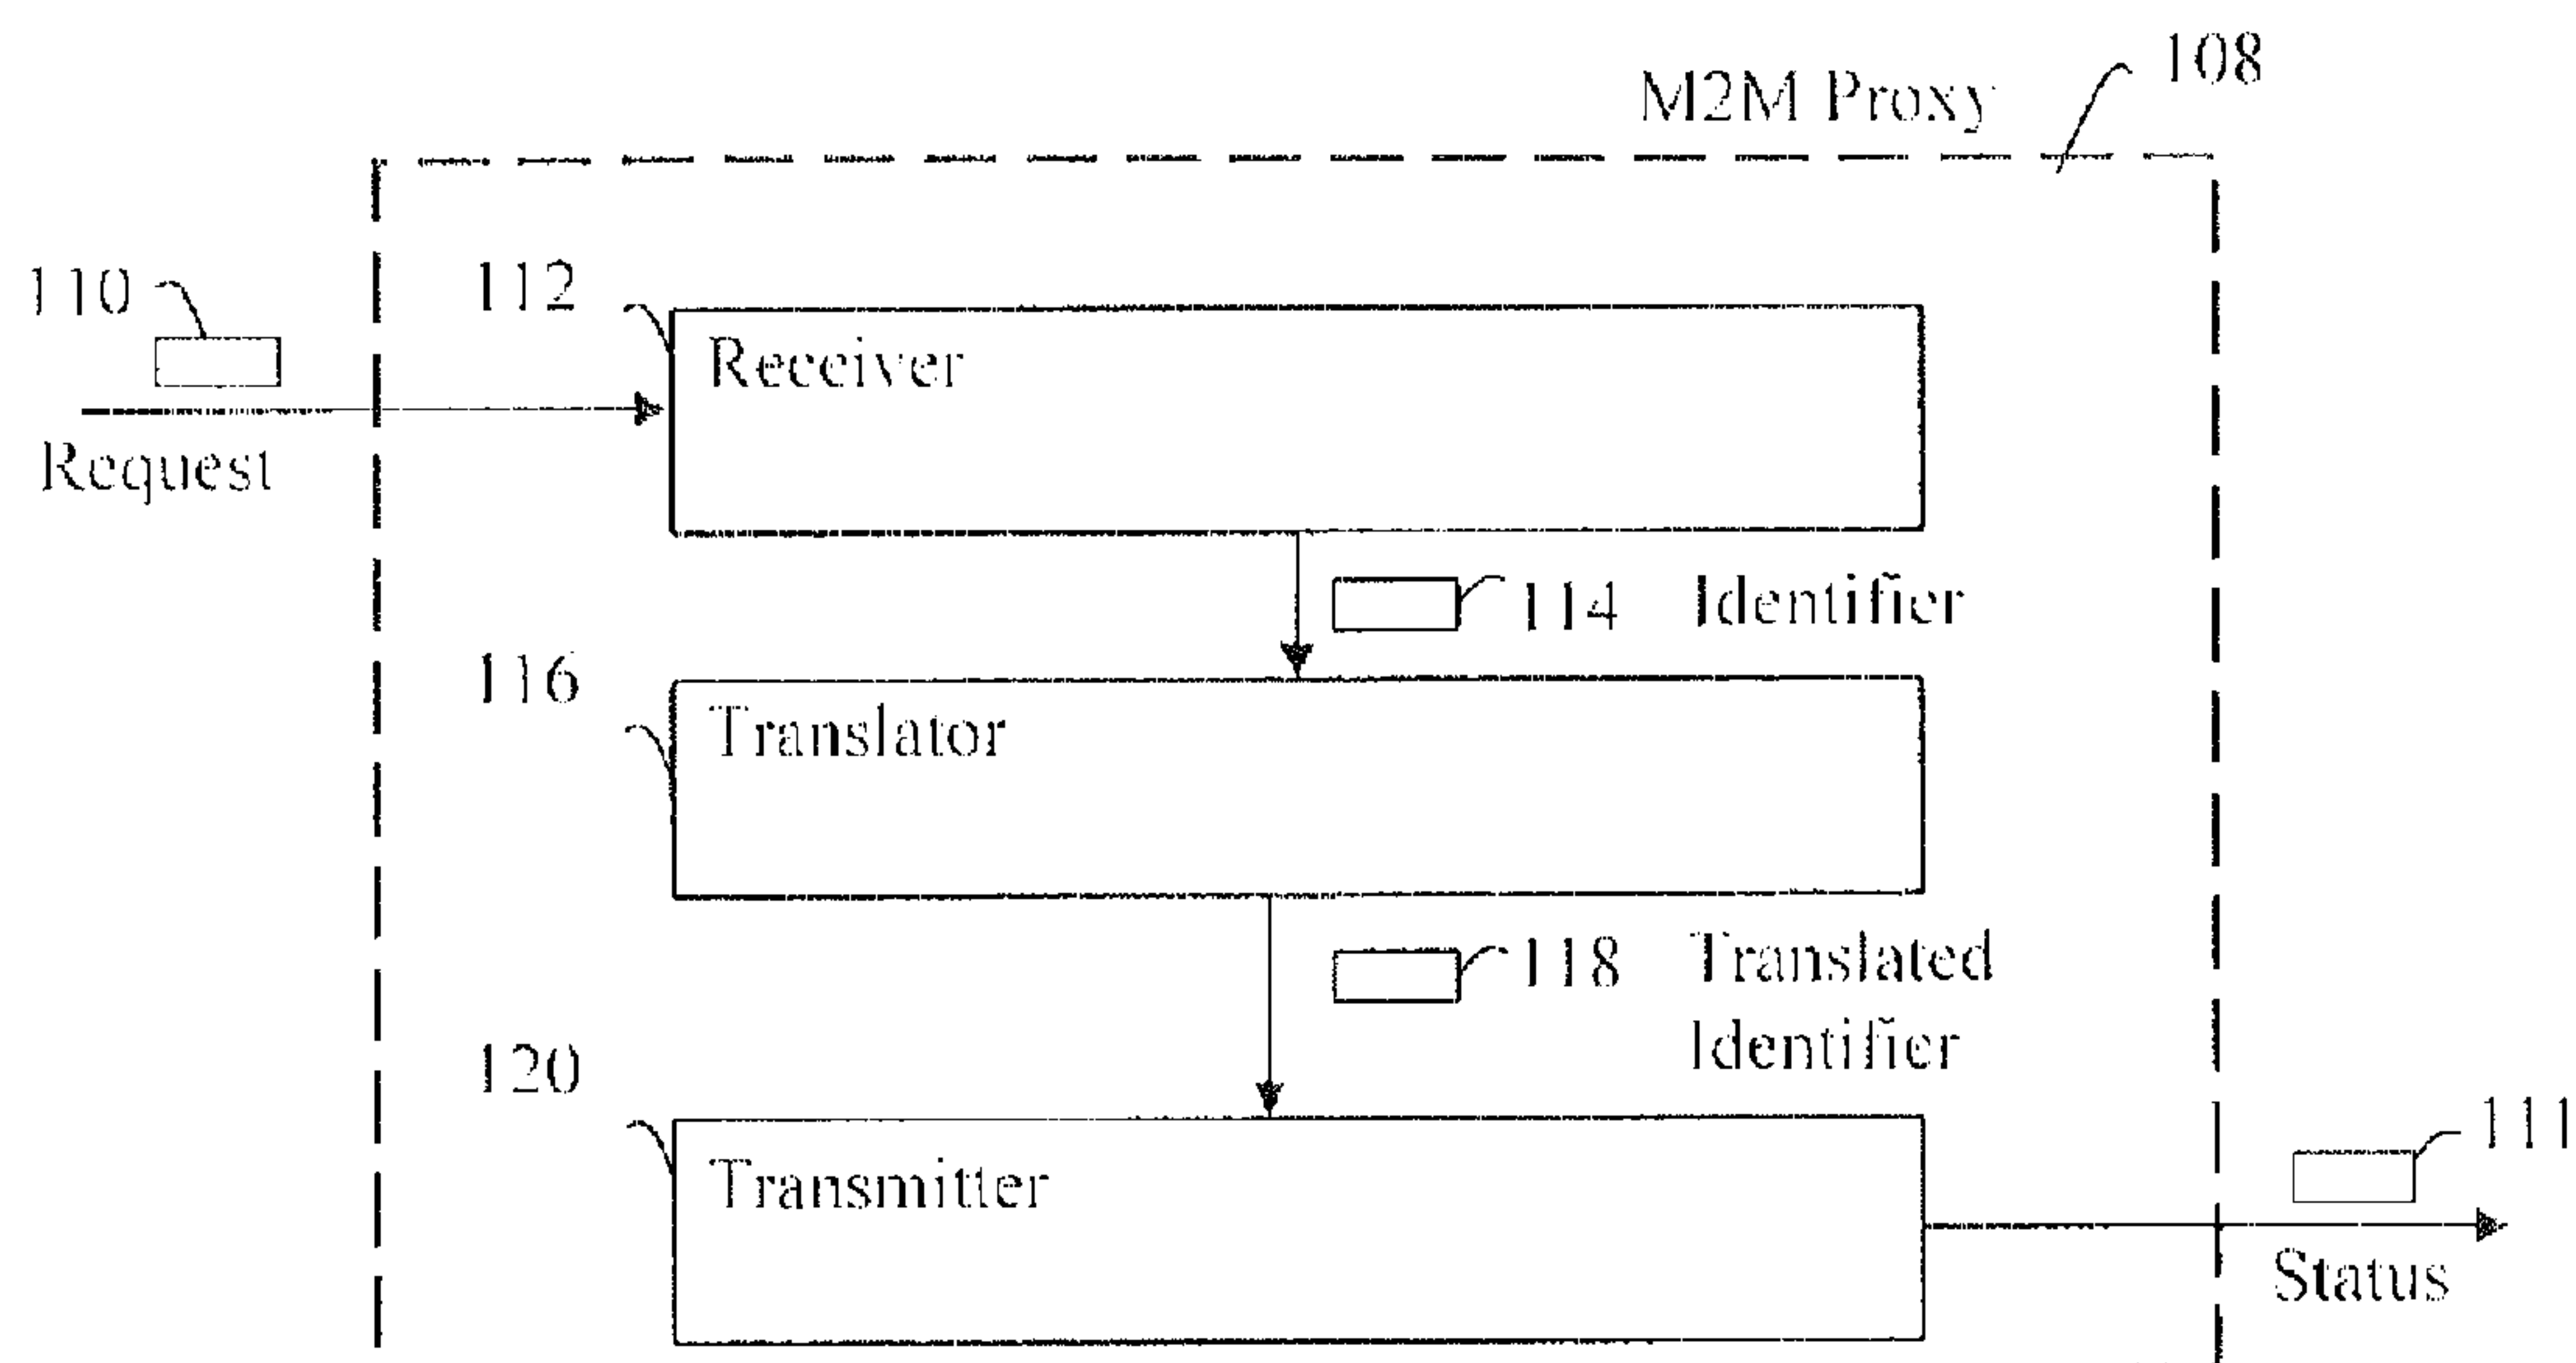 108
M2M Proxy
110
112
Receiver
Request
114 Identifier
116
Translator
118 Translated
Identifier
120
111
Transmitter
Status